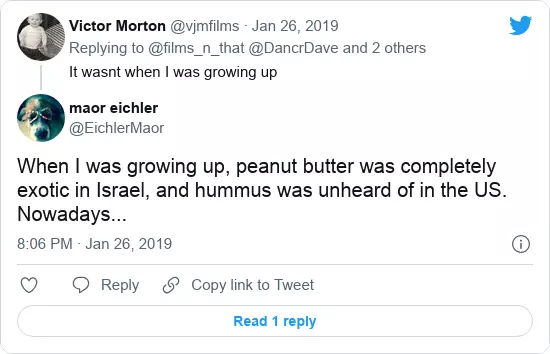 Victor Morton @vjmfilms · Jan 26, 2019
Replying to @films_n_that @DancrDave and 2 others
It wasnt when I was growing up
maor eichler
@EichlerMaor
When I was growing up, peanut butter was completely
exotic in Israel, and hummus was unheard of in the US.
Nowadays...
8:06 PM · Jan 26, 2019
Reply Copy link to Tweet
Read 1 reply